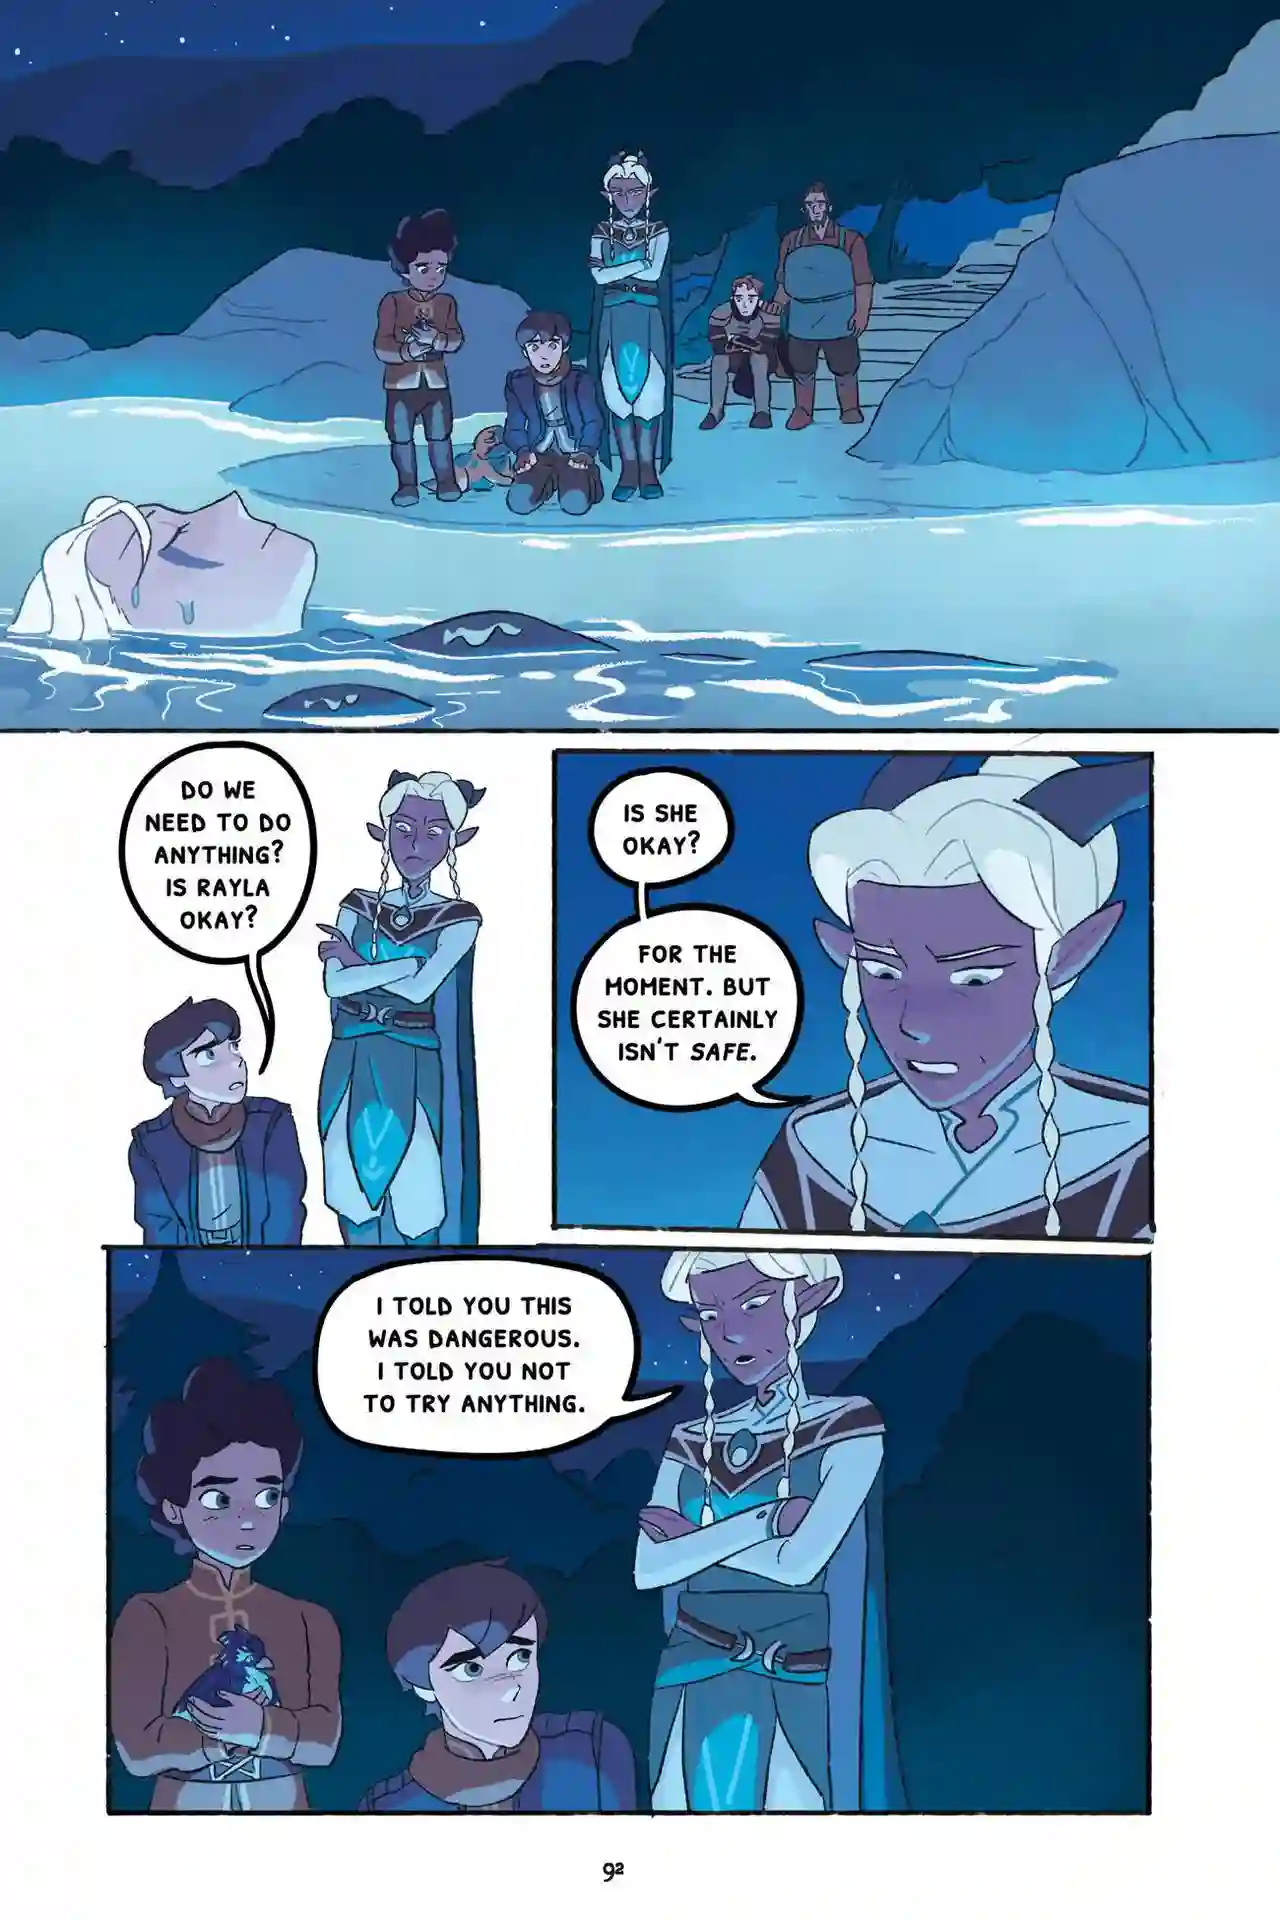 DO WE
NEED TO DO
ANYTHING?
IS RAYLA
OKAY?
IS SHE
OKAY?
FOR THE
MOMENT. BUT
SHE CERTAINLY
ISN'T SAFE.
I TOLD YOU THIS
WAS DANGEROUS.
I TOLD YOU NOT
TO TRY ANYTHING.
92